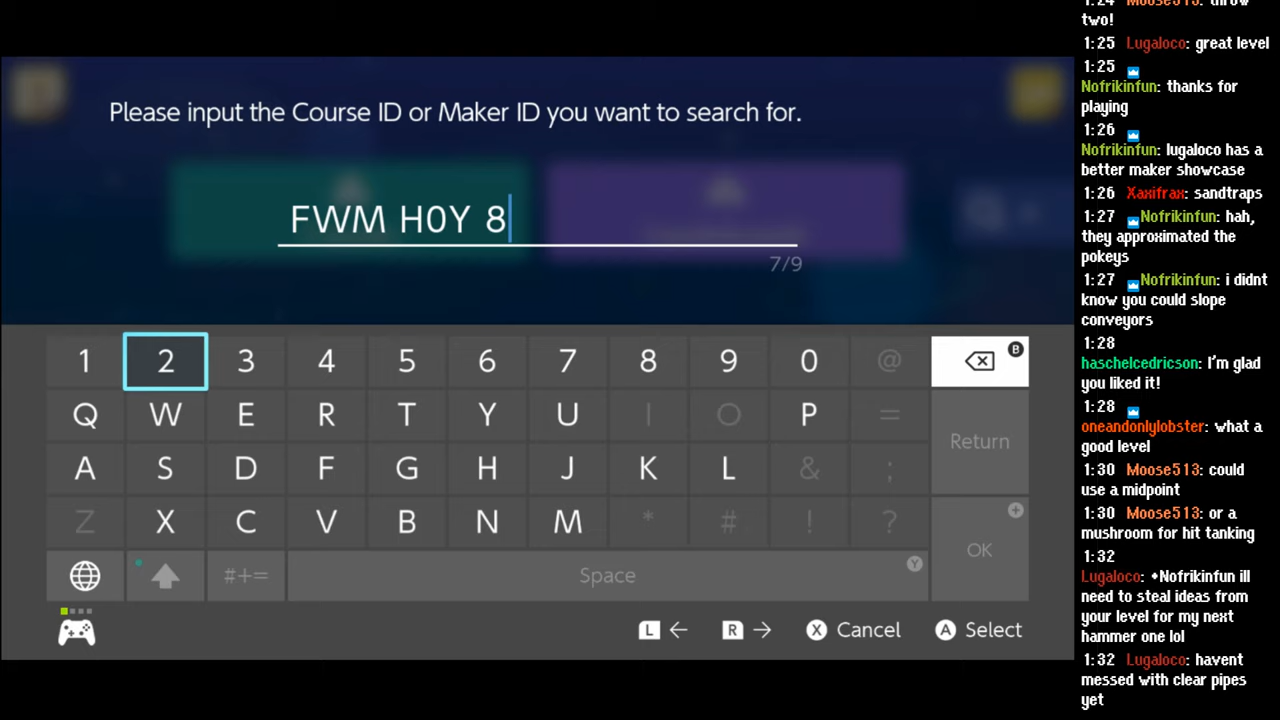 Please input the Course ID or Maker ID you want to search for.
FWM H0Y 8
7/9
1 2 3 4 5 6 7 8 9 0 @ B
Q W E R T Y U I O P =
Return
A S D F G H J K L & ;
Z X C V B N M * # ! ?
OK
#+= Space Y
L ← R → X Cancel A Select
1:24 Moose513: throw
two!
1:25 Lugaloco: great level
1:25
Nofrikinfun: thanks for
playing
1:26
Nofrikinfun: lugaloco has a
better maker showcase
1:26 Xaxifrax: sandtraps
1:27 Nofrikinfun: hah,
they approximated the
pokeys
1:27 Nofrikinfun: i didnt
know you could slope
conveyors
1:28
haschelcedricson: I'm glad
you liked it!
1:28
oneandonlylobster: what a
good level
1:30 Moose513: could
use a midpoint
1:30 Moose513: or a
mushroom for hit tanking
1:32
Lugaloco: •Nofrikinfun ill
need to steal ideas from
your level for my next
hammer one lol
1:32 Lugaloco: havent
messed with clear pipes
yet